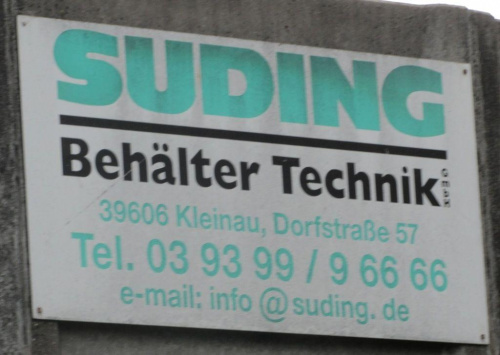 SUDING
Behälter Technik GMBH
39606 Kleinau, Dorfstraße 57
Tel. 03 93 99 / 9 66 66
e-mail: info @ suding. de